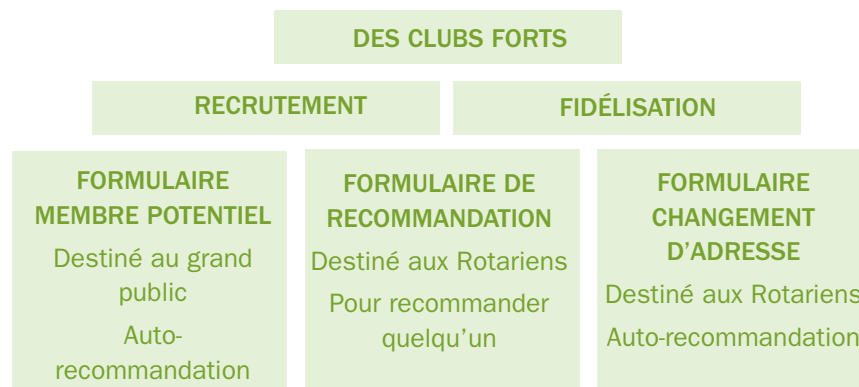 DES CLUBS FORTS
RECRUTEMENT
FIDÉLISATION
FORMULAIRE
MEMBRE POTENTIEL
Destiné au grand
public
Auto-
recommandation
FORMULAIRE DE
RECOMMANDATION
Destiné aux Rotariens
Pour recommander
quelqu’un
FORMULAIRE
CHANGEMENT
D’ADRESSE
Destiné aux Rotariens
Auto-recommandation